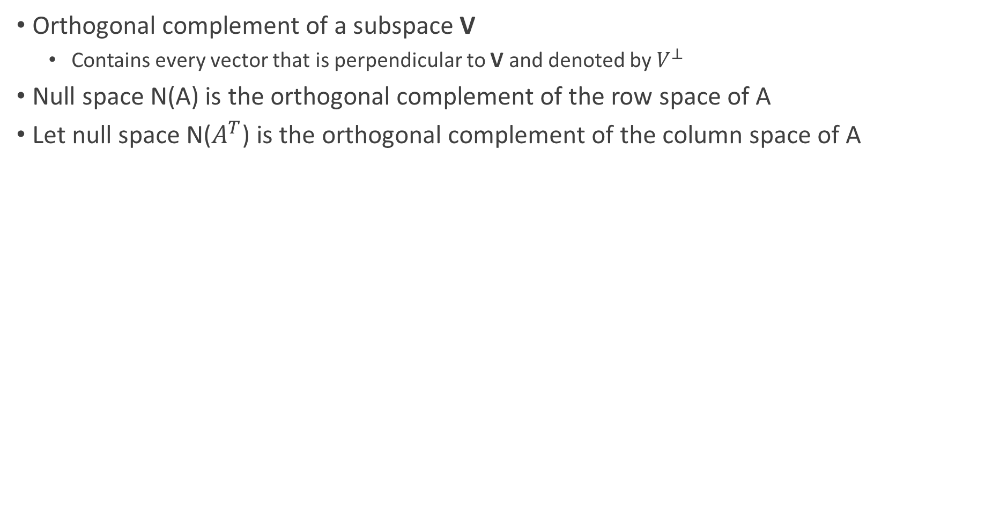 • Orthogonal complement of a subspace V
• Contains every vector that is perpendicular to V and denoted by V⊥
• Null space N(A) is the orthogonal complement of the row space of A
• Let null space N(Aᵀ) is the orthogonal complement of the column space of A